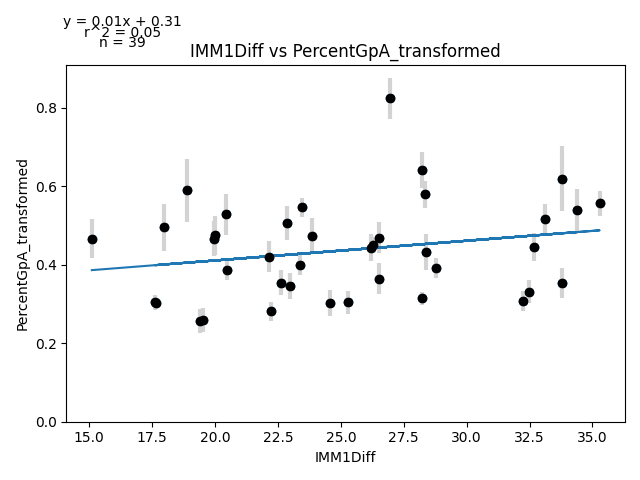 y = 0.01x + 0.31
r^2 = 0.05
n = 39
IMM1Diff vs PercentGpA_transformed
PercentGpA_transformed
0.8
0.6
0.4
0.2
0.0
15.0 17.5 20.0 22.5 25.0 27.5 30.0 32.5 35.0
IMM1Diff